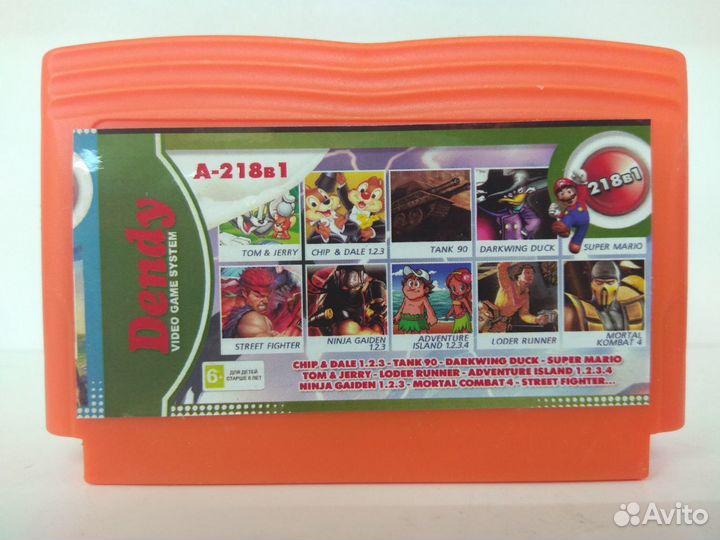 Dendy
VIDEO GAME SYSTEM
A-218в1
218в1
TOM & JERRY
CHIP & DALE 1.2.3
TANK 90
DARKWING DUCK
SUPER MARIO
STREET FIGHTER
NINJA GAIDEN
1.2.3
ADVENTURE
ISLAND 1.2.3.4
LODER RUNNER
MORTAL
KOMBAT 4
CHIP & DALE 1.2.3 - TANK 90 - DARKWING DUCK - SUPER MARIO
TOM & JERRY - LODER RUNNER - ADVENTURE ISLAND 1.2.3.4
NINJA GAIDEN 1.2.3 - MORTAL COMBAT 4 - STREET FIGHTER...
6+
ДЛЯ ДЕТЕЙ
СТАРШЕ 6 ЛЕТ
Avito